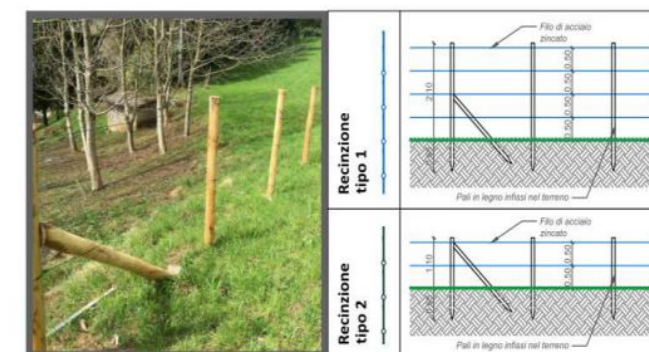 Recinzione
tipo 1
Filo di acciaio
zincato
2.10
0.50
0.50
0.50
0.50
Pali in legno infissi nel terreno
Recinzione
tipo 2
Filo di acciaio
zincato
1.10
0.50
0.50
Pali in legno infissi nel terreno